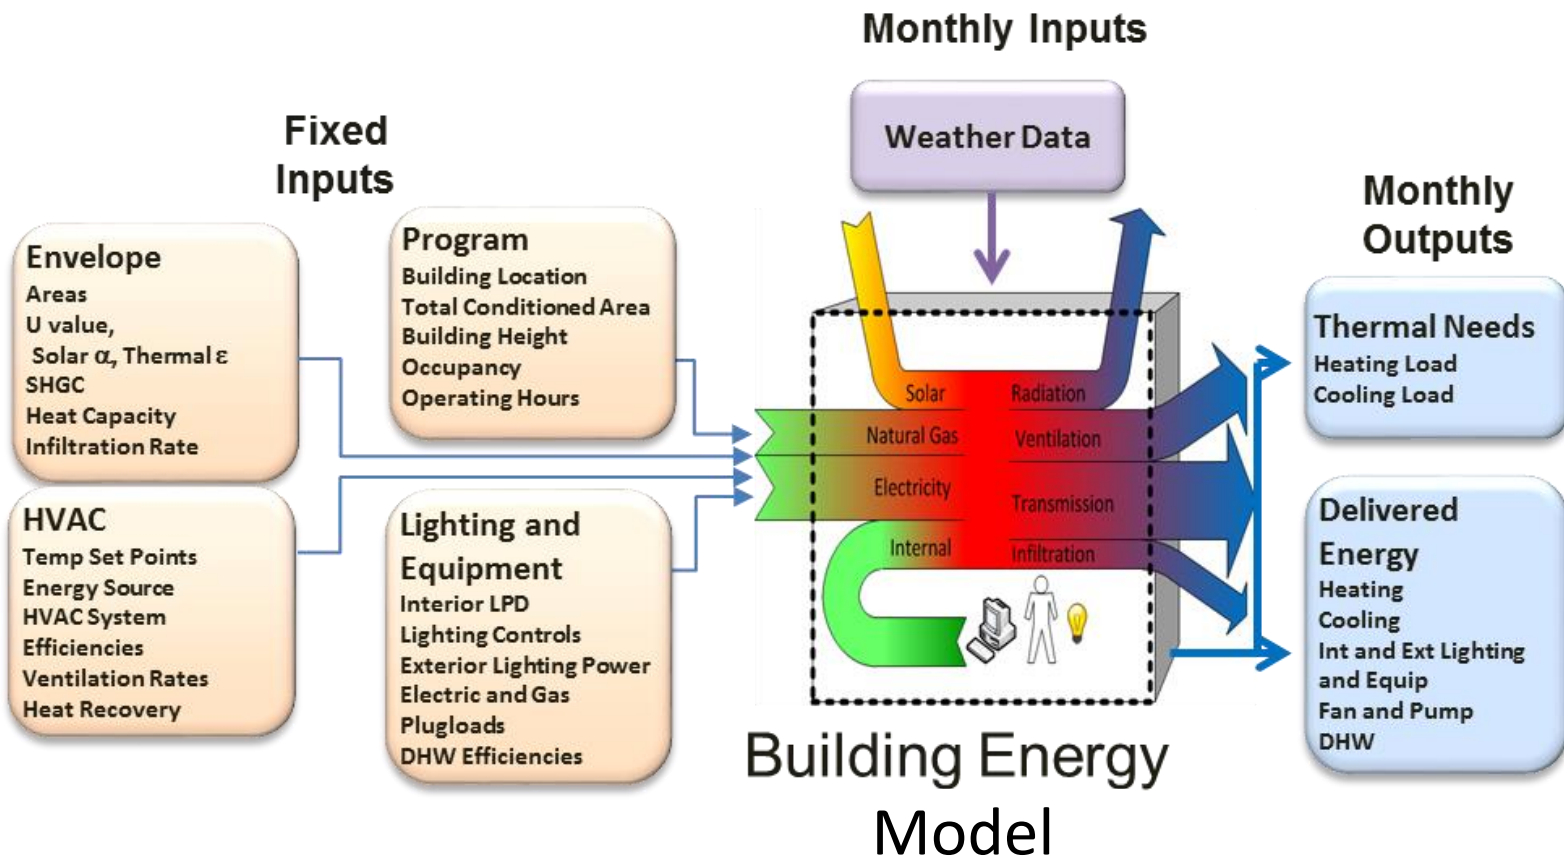 Monthly Inputs
Weather Data
Fixed
Inputs
Envelope
Areas
U value,
Solar α, Thermal ε
SHGC
Heat Capacity
Infiltration Rate
Program
Building Location
Total Conditioned Area
Building Height
Occupancy
Operating Hours
HVAC
Temp Set Points
Energy Source
HVAC System
Efficiencies
Ventilation Rates
Heat Recovery
Lighting and
Equipment
Interior LPD
Lighting Controls
Exterior Lighting Power
Electric and Gas
Plugloads
DHW Efficiencies
Solar
Radiation
Natural Gas
Ventilation
Electricity
Transmission
Internal
Infiltration
Building Energy
Model
Monthly
Outputs
Thermal Needs
Heating Load
Cooling Load
Delivered
Energy
Heating
Cooling
Int and Ext Lighting
and Equip
Fan and Pump
DHW